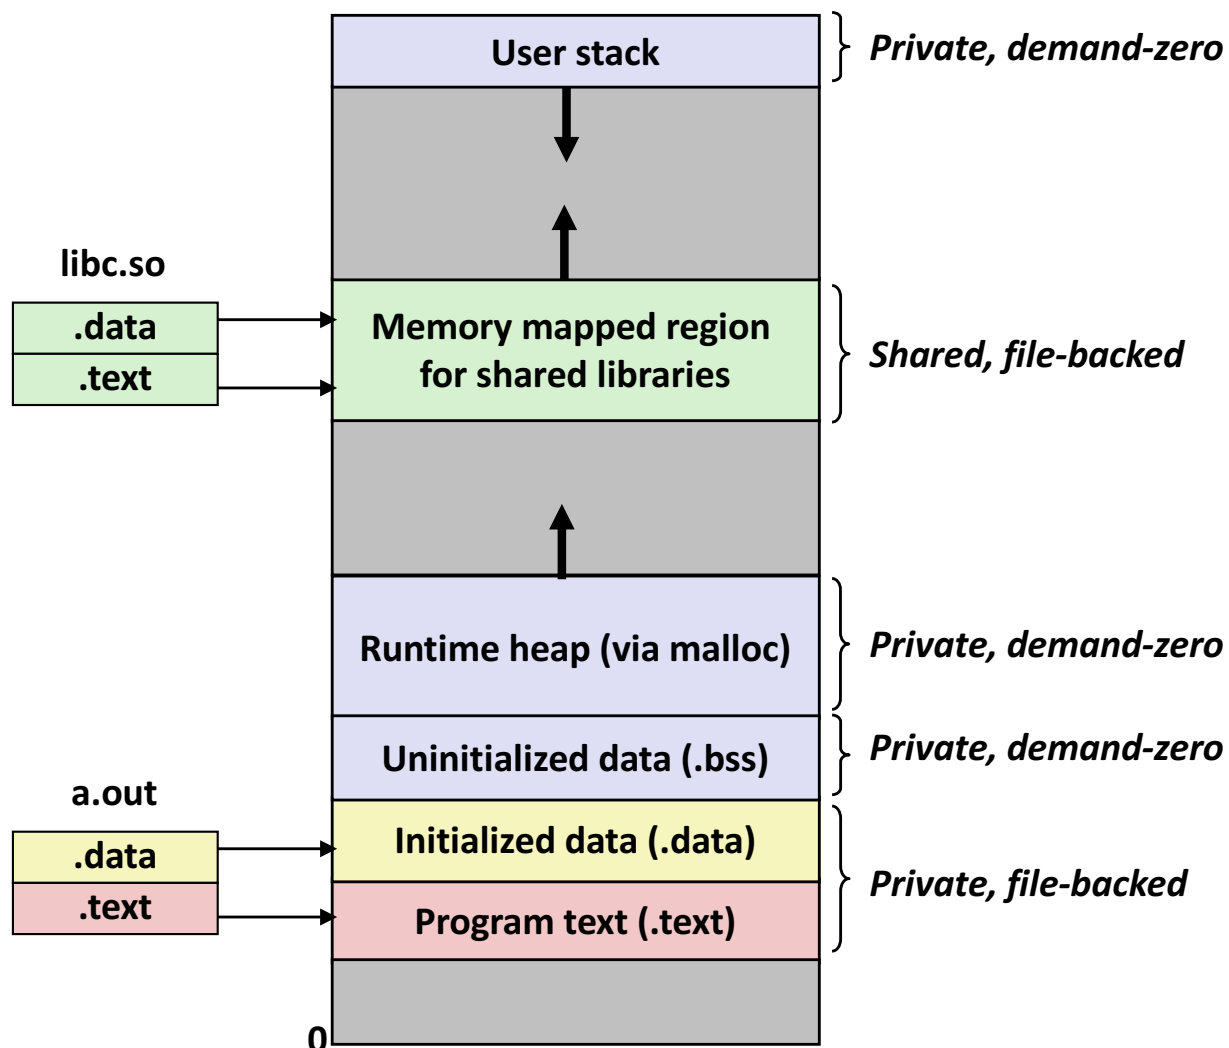 User stack
Private, demand-zero
libc.so
.data
.text
Memory mapped region
for shared libraries
Shared, file-backed
Runtime heap (via malloc)
Private, demand-zero
Uninitialized data (.bss)
Private, demand-zero
a.out
.data
.text
Initialized data (.data)
Program text (.text)
Private, file-backed
0